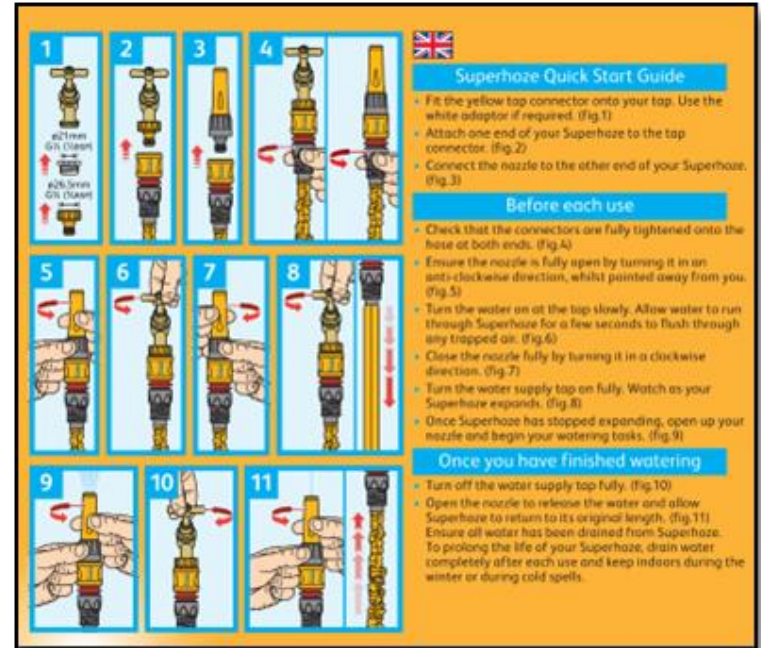 1
2
3
4
ø21mm
G½ (½BSP)
ø26.5mm
G¾ (¾BSP)
5
6
7
8
9
10
11
Superhoze Quick Start Guide
• Fit the yellow tap connector onto your tap. Use the
white adaptor if required. (fig.1)
• Attach one end of your Superhoze to the tap
connector. (fig.2)
• Connect the nozzle to the other end of your Superhoze.
(fig.3)
Before each use
• Check that the connectors are fully tightened onto the
hose at both ends. (fig.4)
• Ensure the nozzle is fully open by turning it in an
anti-clockwise direction, whilst pointed away from you.
(fig.5)
• Turn the water on at the tap slowly. Allow water to run
through Superhoze for a few seconds to flush through
any trapped air. (fig.6)
• Close the nozzle fully by turning it in a clockwise
direction. (fig.7)
• Turn the water supply tap on fully. Watch as your
Superhoze expands. (fig.8)
• Once Superhoze has stopped expanding, open up your
nozzle and begin your watering tasks. (fig.9)
Once you have finished watering
• Turn off the water supply tap fully. (fig.10)
• Open the nozzle to release the water and allow
Superhoze to return to its original length. (fig.11)
Ensure all water has been drained from Superhoze.
To prolong the life of your Superhoze, drain water
completely after each use and keep indoors during the
winter or during cold spells.